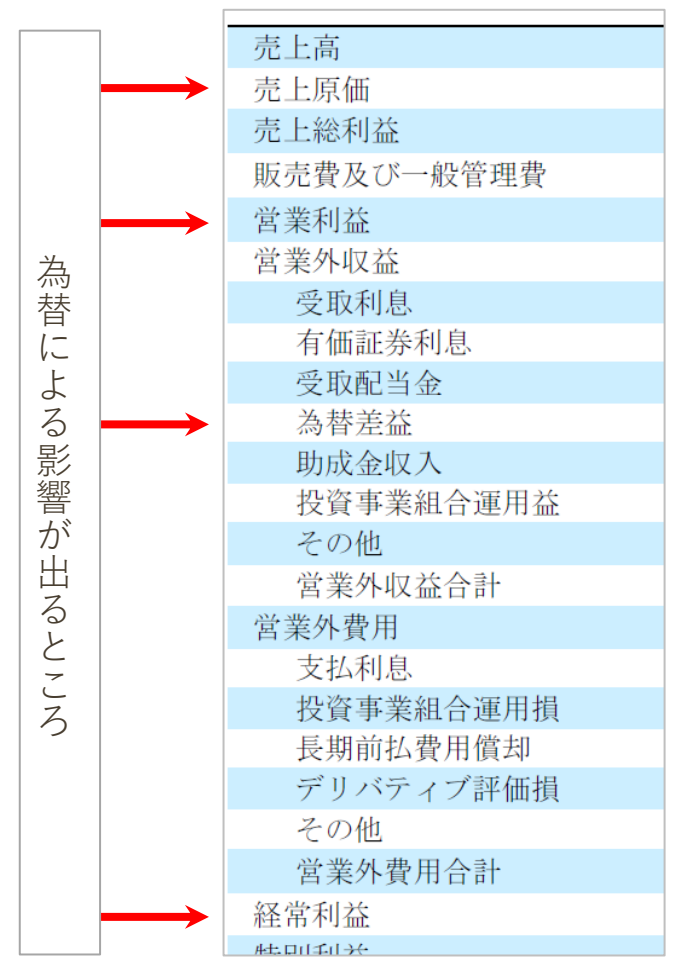 為替による影響が出るところ
売上高
売上原価
売上総利益
販売費及び一般管理費
営業利益
営業外収益
受取利息
有価証券利息
受取配当金
為替差益
助成金収入
投資事業組合運用益
その他
営業外収益合計
営業外費用
支払利息
投資事業組合運用損
長期前払費用償却
デリバティブ評価損
その他
営業外費用合計
経常利益
特別利益